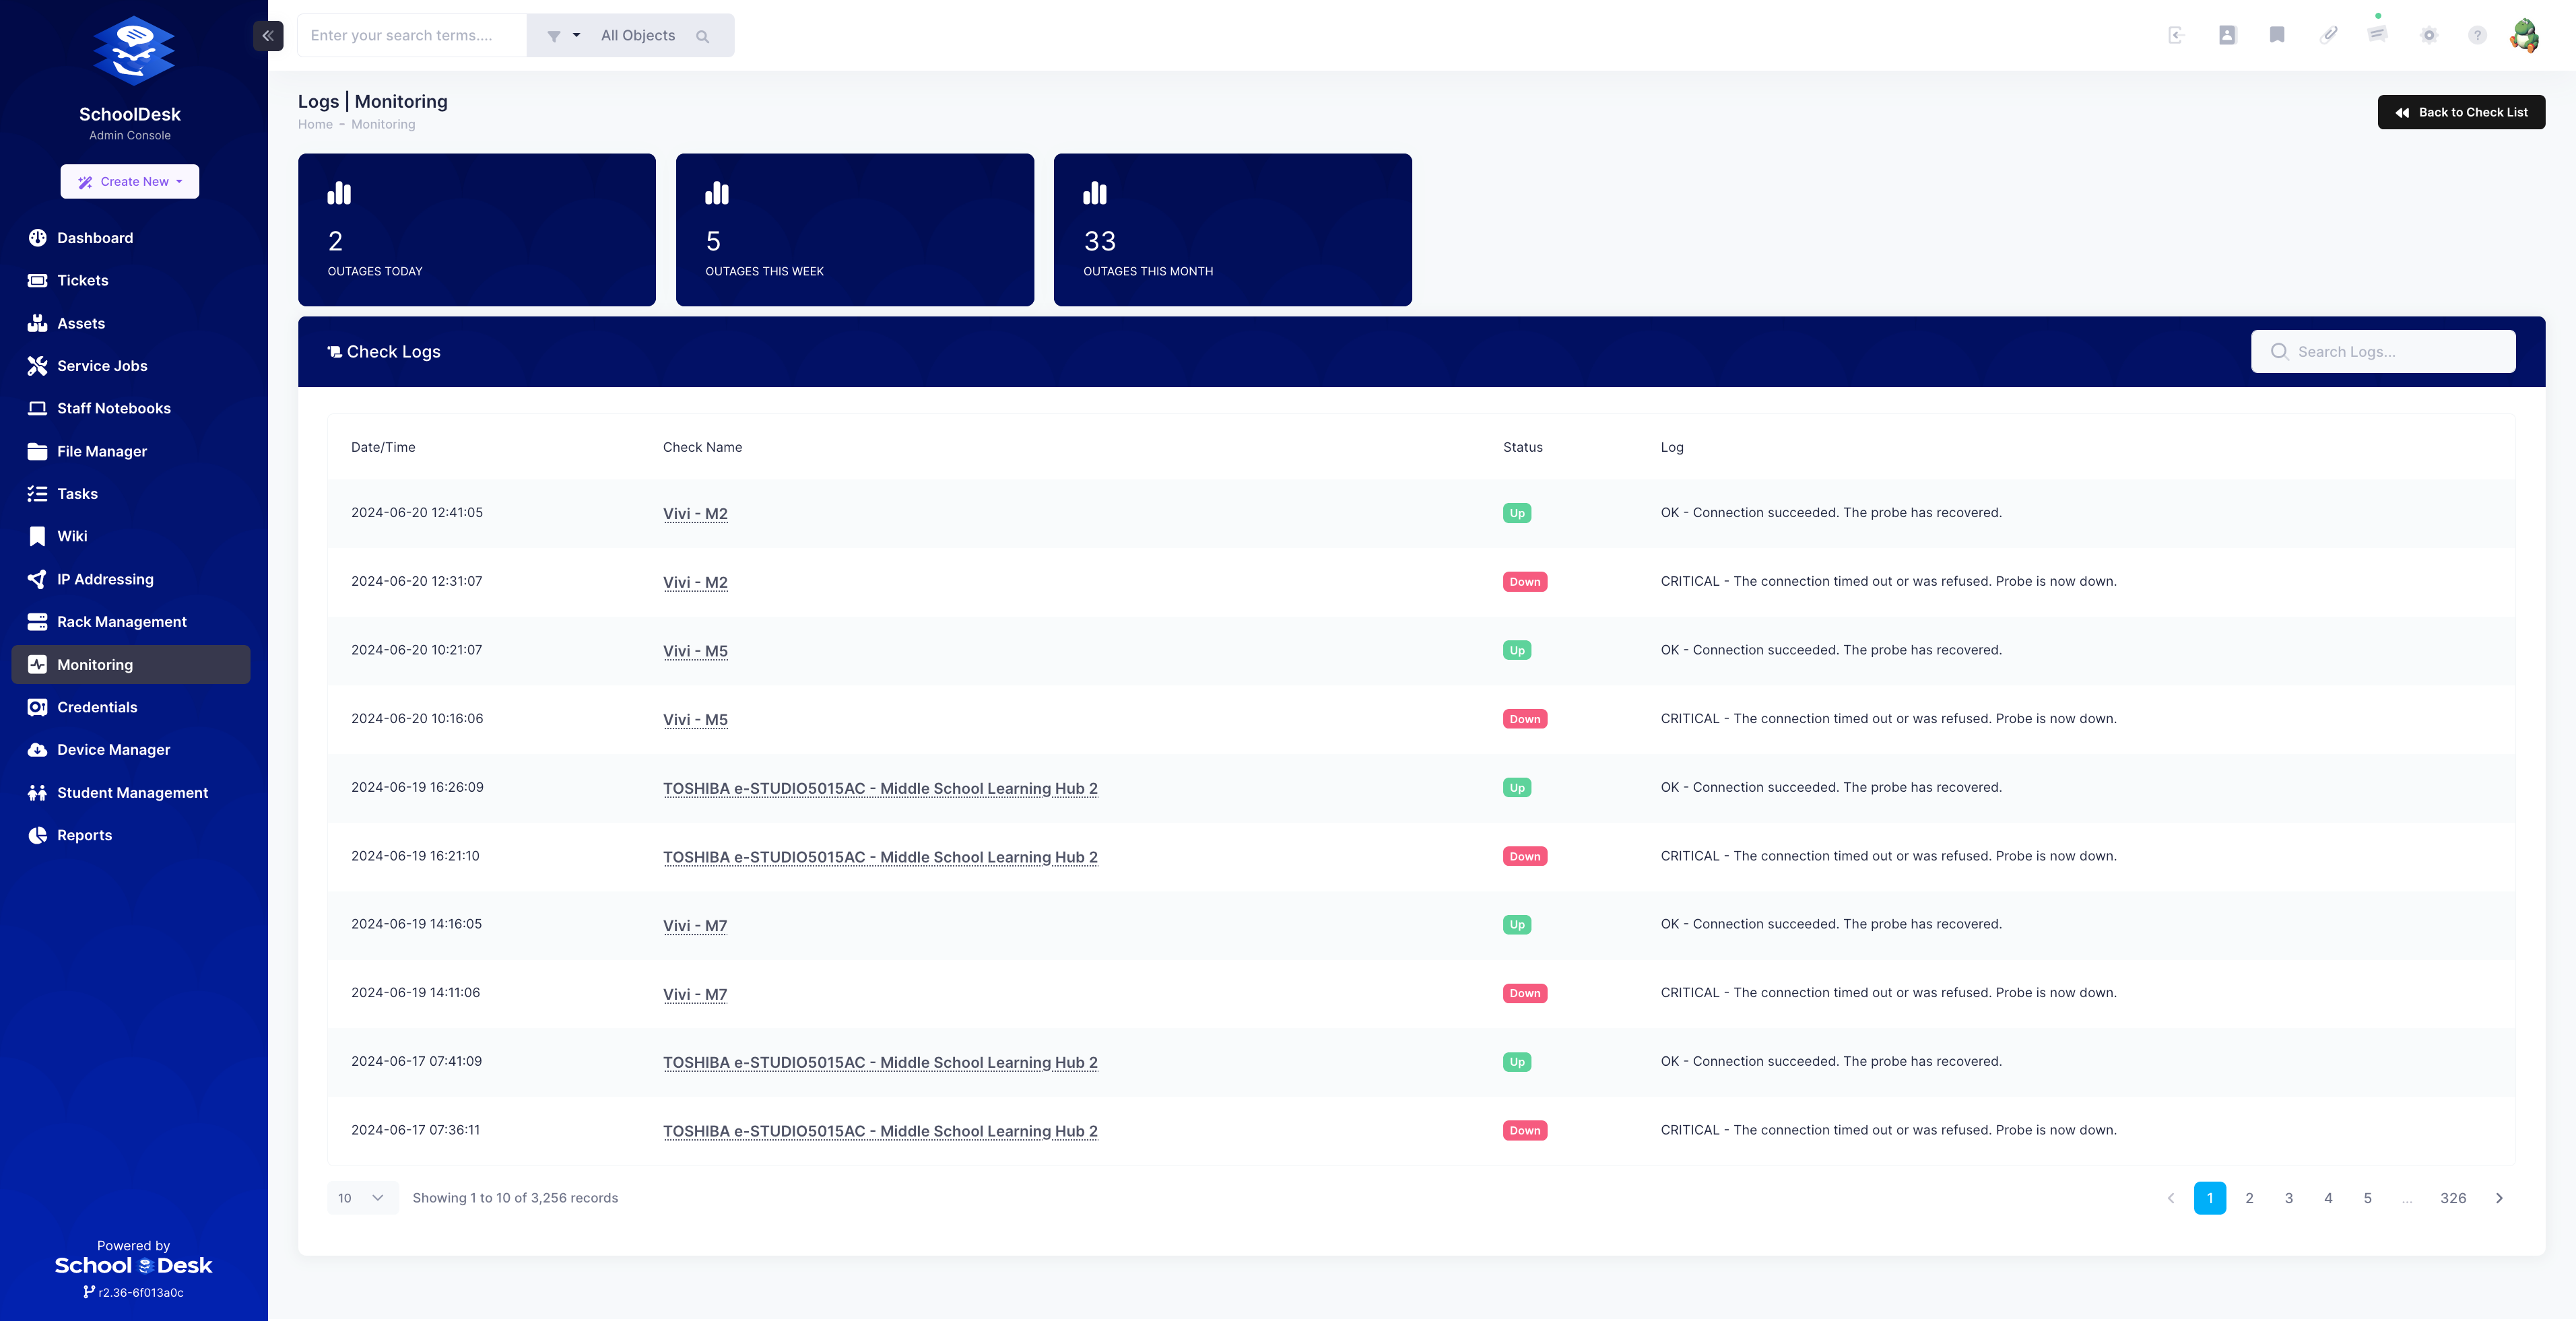 Enter your search terms....
All Objects
?
SchoolDesk
Admin Console
Create New
Dashboard
Tickets
Assets
Service Jobs
Staff Notebooks
File Manager
Tasks
Wiki
IP Addressing
Rack Management
Monitoring
Credentials
Device Manager
Student Management
Reports
Powered by
School Desk
r2.36-6f013a0c
Logs | Monitoring
Home - Monitoring
Back to Check List
2
OUTAGES TODAY
5
OUTAGES THIS WEEK
33
OUTAGES THIS MONTH
Check Logs
Search Logs...
Date/Time Check Name Status Log
2024-06-20 12:41:05 Vivi - M2 Up OK - Connection succeeded. The probe has recovered.
2024-06-20 12:31:07 Vivi - M2 Down CRITICAL - The connection timed out or was refused. Probe is now down.
2024-06-20 10:21:07 Vivi - M5 Up OK - Connection succeeded. The probe has recovered.
2024-06-20 10:16:06 Vivi - M5 Down CRITICAL - The connection timed out or was refused. Probe is now down.
2024-06-19 16:26:09 TOSHIBA e-STUDIO5015AC - Middle School Learning Hub 2 Up OK - Connection succeeded. The probe has recovered.
2024-06-19 16:21:10 TOSHIBA e-STUDIO5015AC - Middle School Learning Hub 2 Down CRITICAL - The connection timed out or was refused. Probe is now down.
2024-06-19 14:16:05 Vivi - M7 Up OK - Connection succeeded. The probe has recovered.
2024-06-19 14:11:06 Vivi - M7 Down CRITICAL - The connection timed out or was refused. Probe is now down.
2024-06-17 07:41:09 TOSHIBA e-STUDIO5015AC - Middle School Learning Hub 2 Up OK - Connection succeeded. The probe has recovered.
2024-06-17 07:36:11 TOSHIBA e-STUDIO5015AC - Middle School Learning Hub 2 Down CRITICAL - The connection timed out or was refused. Probe is now down.
10 Showing 1 to 10 of 3,256 records
1 2 3 4 5 ... 326